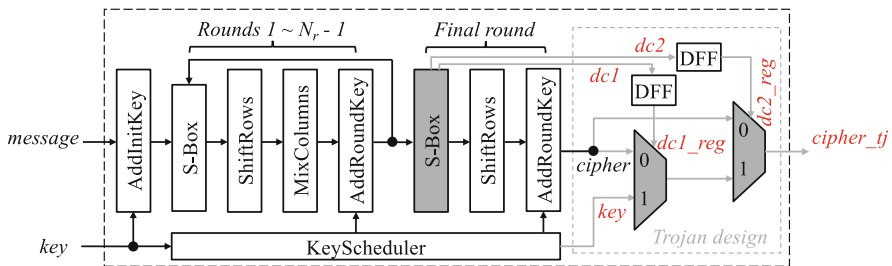 Rounds 1 ~ Nr - 1
Final round
dc2
DFF
dc1
DFF
dc2_reg
AddInitKey
S-Box
ShiftRows
MixColumns
AddRoundKey
S-Box
ShiftRows
AddRoundKey
message
cipher
0
1
dc1_reg
0
1
cipher_tj
key
KeyScheduler
key
Trojan design